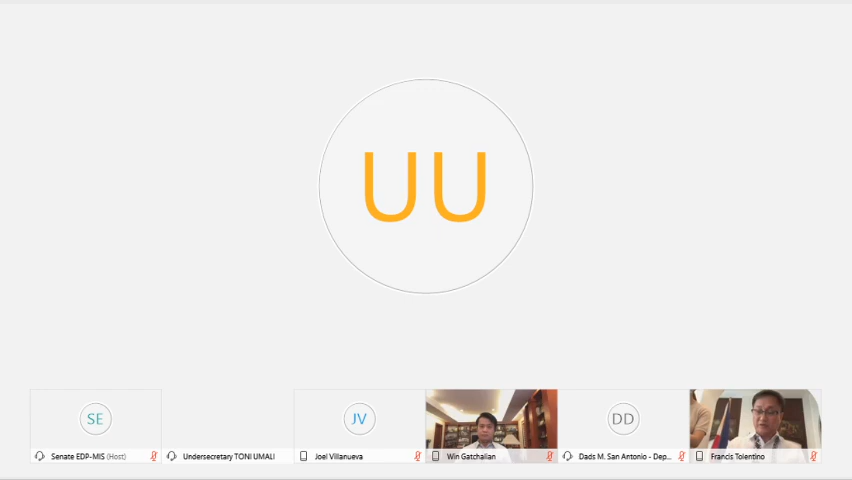 UU
SE
JV
DD
Senate EDP-MIS (Host)
Undersecretary TONI UMALI
Joel Villanueva
Win Gatchalian
Dads M. San Antonio - Dep...
Francis Tolentino